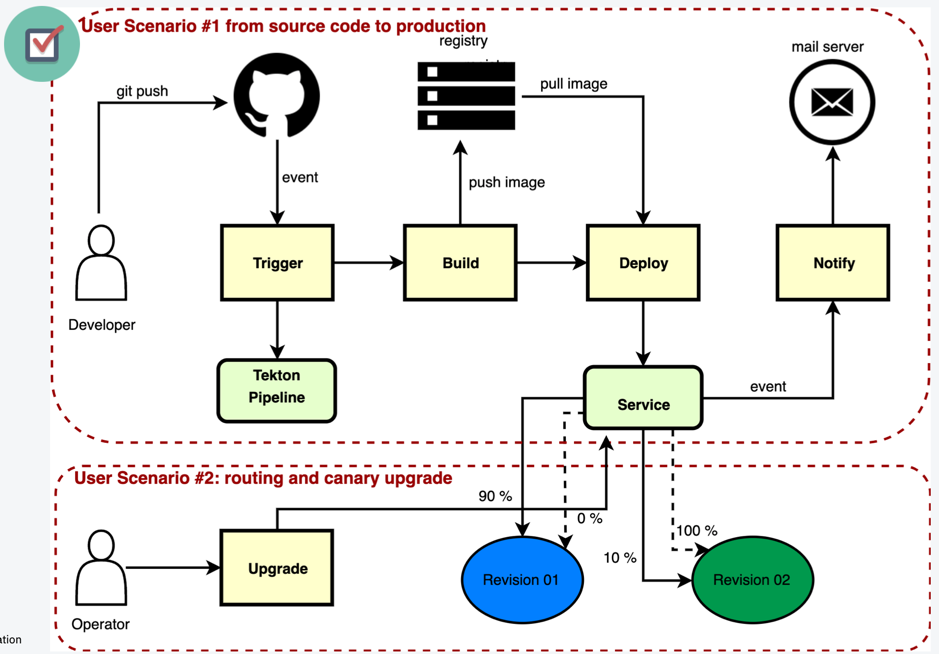 User Scenario #1 from source code to production
registry
mail server
git push
pull image
event
push image
Trigger
Build
Deploy
Notify
Developer
Tekton
Pipeline
Service
event
User Scenario #2: routing and canary upgrade
90 %
0 %
100 %
10 %
Upgrade
Revision 01
Revision 02
Operator
ation